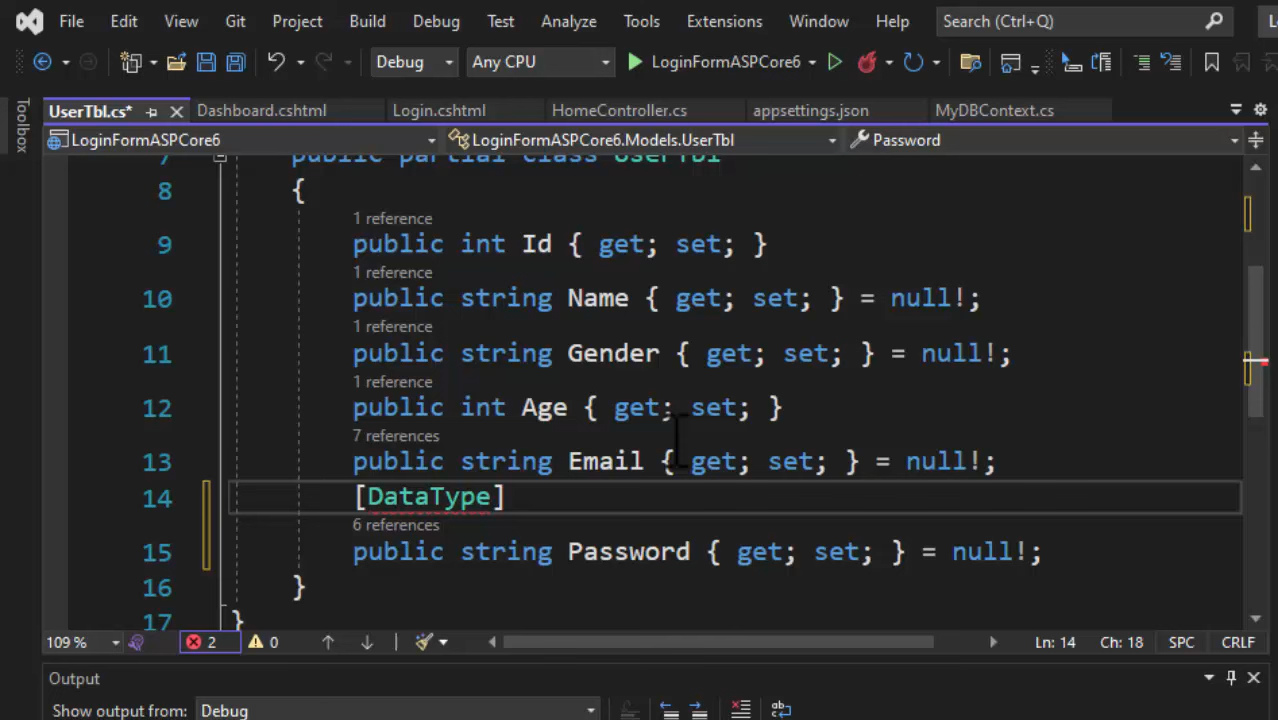 File Edit View Git Project Build Debug Test Analyze Tools Extensions Window Help Search (Ctrl+Q)
Debug Any CPU LoginFormASPCore6
UserTbl.cs* Dashboard.cshtml Login.cshtml HomeController.cs appsettings.json MyDBContext.cs
LoginFormASPCore6 LoginFormASPCore6.Models.UserTbl Password
Toolbox
7 public partial class UserTbl
8 {
1 reference
9 public int Id { get; set; }
1 reference
10 public string Name { get; set; } = null!;
1 reference
11 public string Gender { get; set; } = null!;
1 reference
12 public int Age { get; set; }
7 references
13 public string Email { get; set; } = null!;
14 [DataType]
6 references
15 public string Password { get; set; } = null!;
16 }
17 }
109 % 2 0 Ln: 14 Ch: 18 SPC CRLF
Output
Show output from: Debug